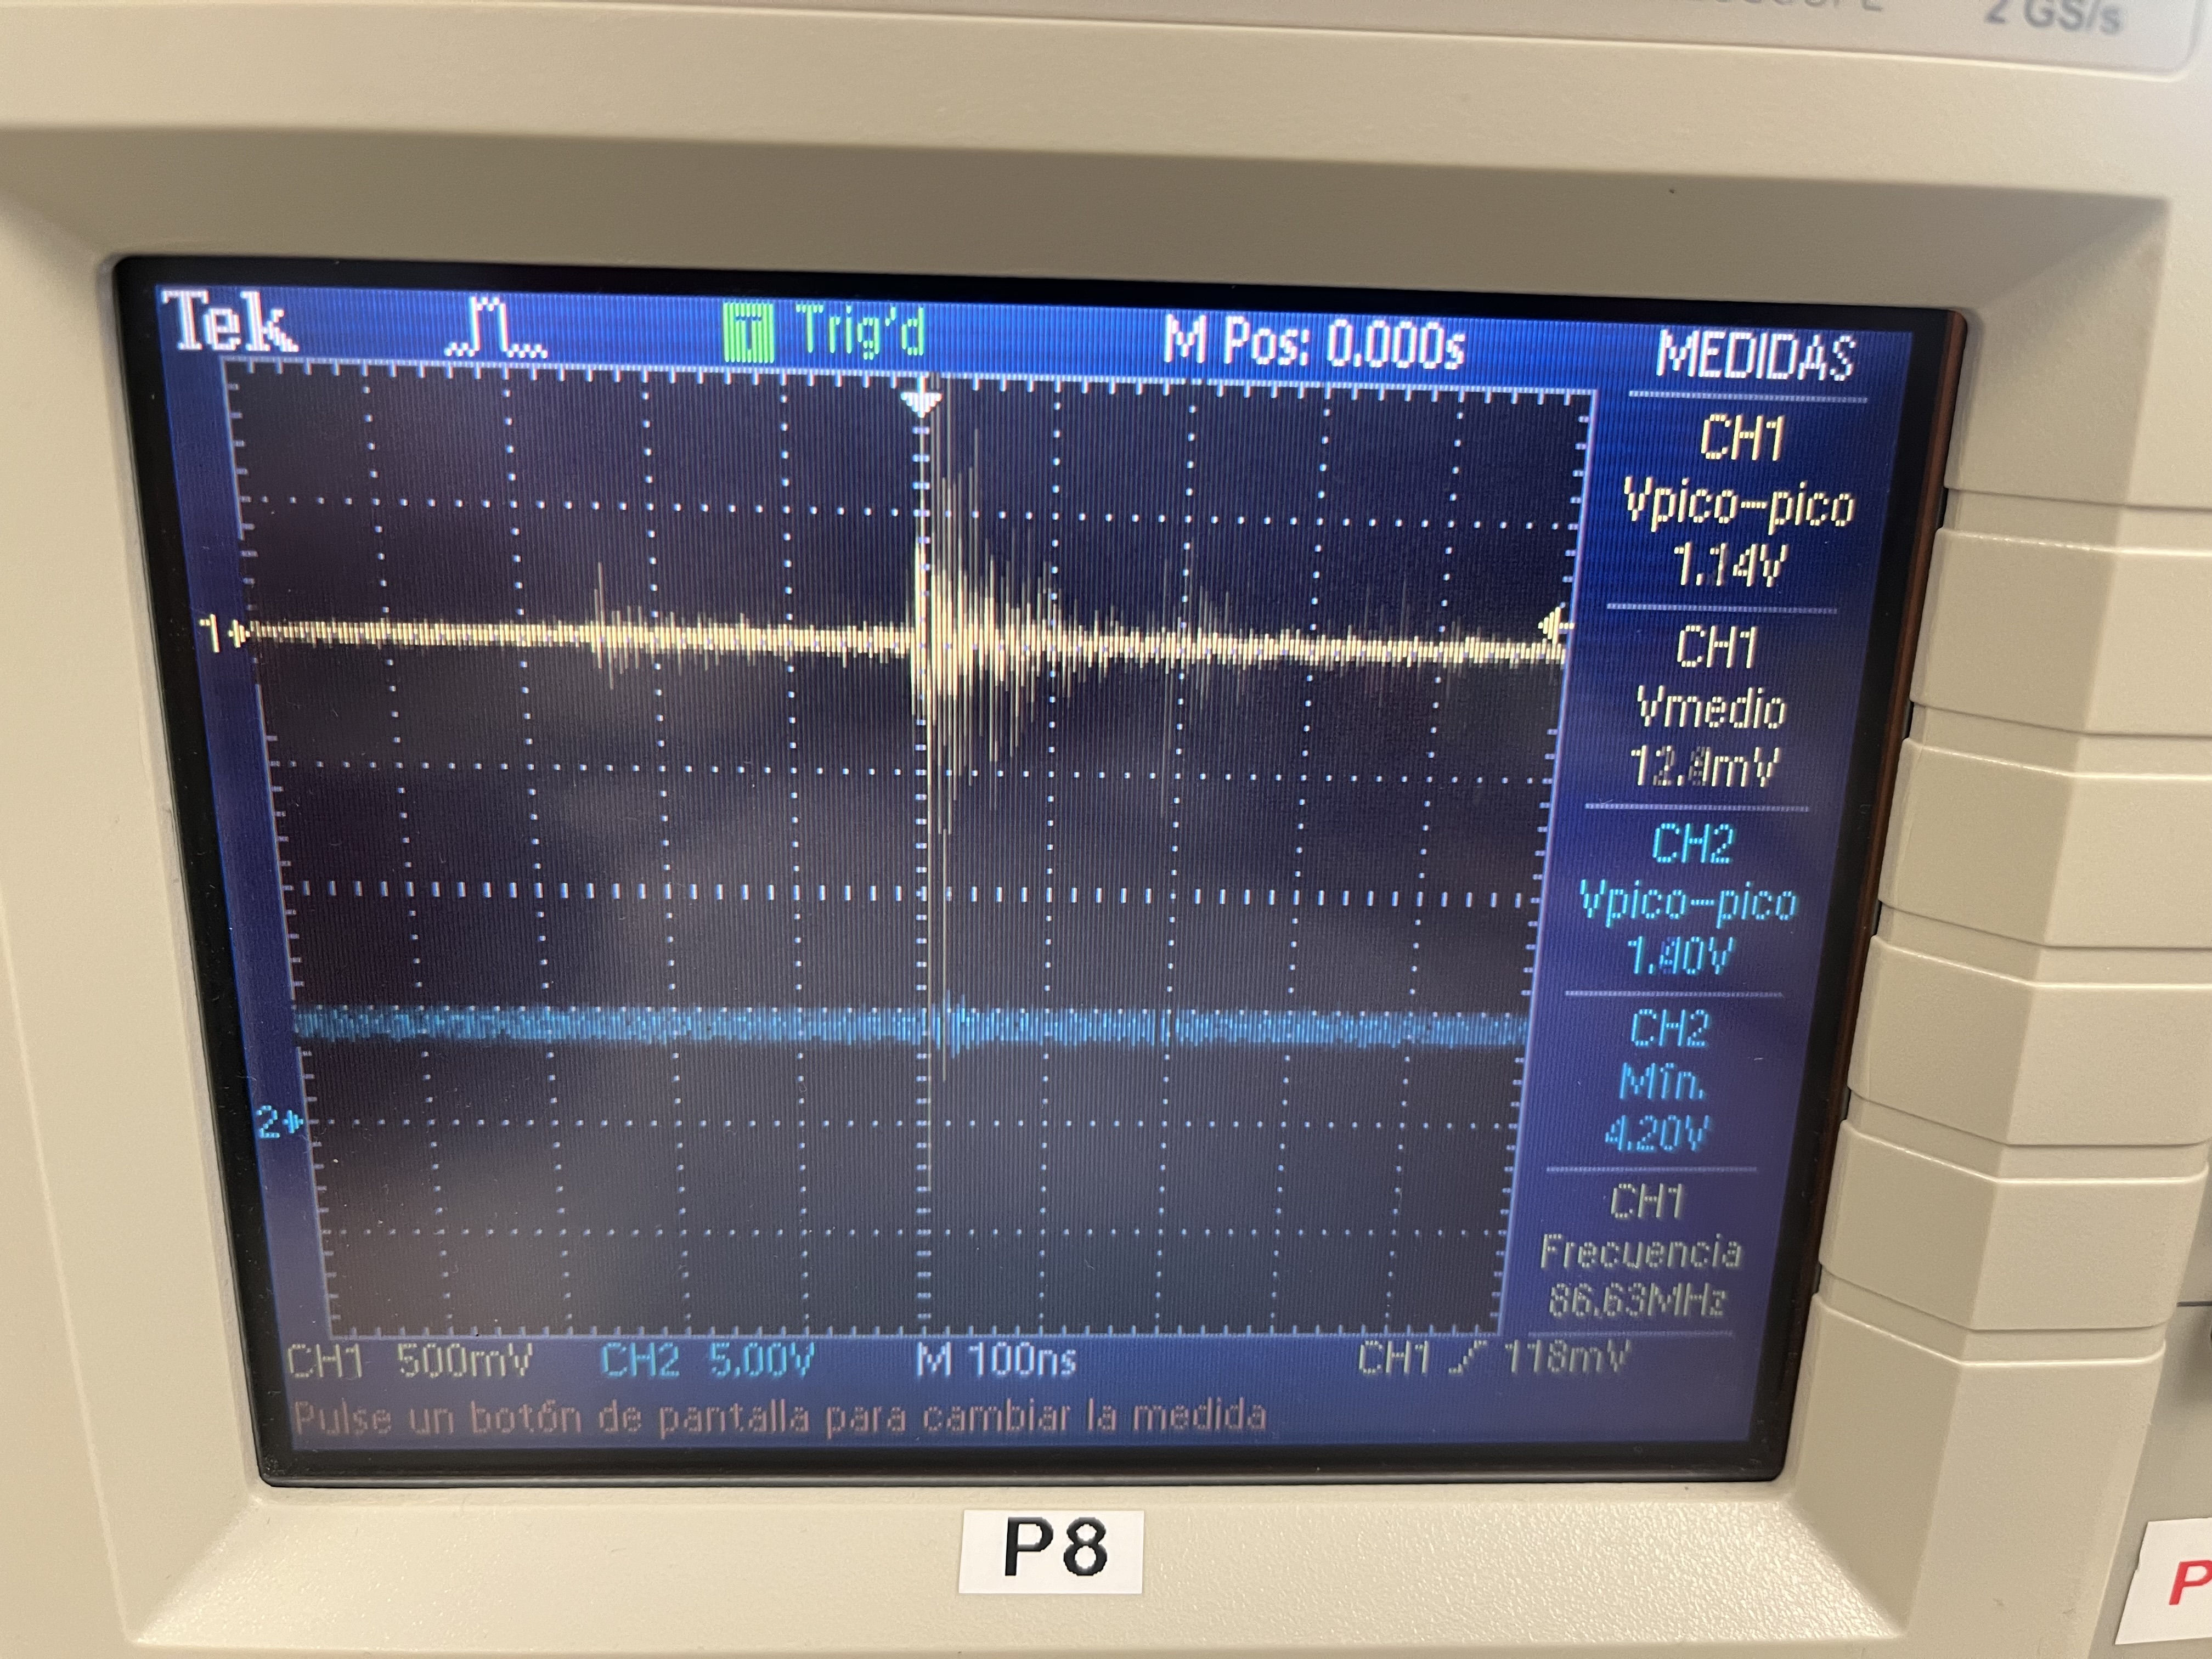 2 GS/s
Tek
T Trig'd
M Pos: 0.000s
MEDIDAS
CH1
Vpico-pico
1.14V
CH1
Vmedio
CH2
Vpico-pico
1.40V
CH2
Mín.
4.20V
CH1
Frecuencia
86.63MHz
1
2
CH1 500mV CH2 5.00V M 100ns CH1 118mV
Pulse un botón de pantalla para cambiar la medida
P8
P